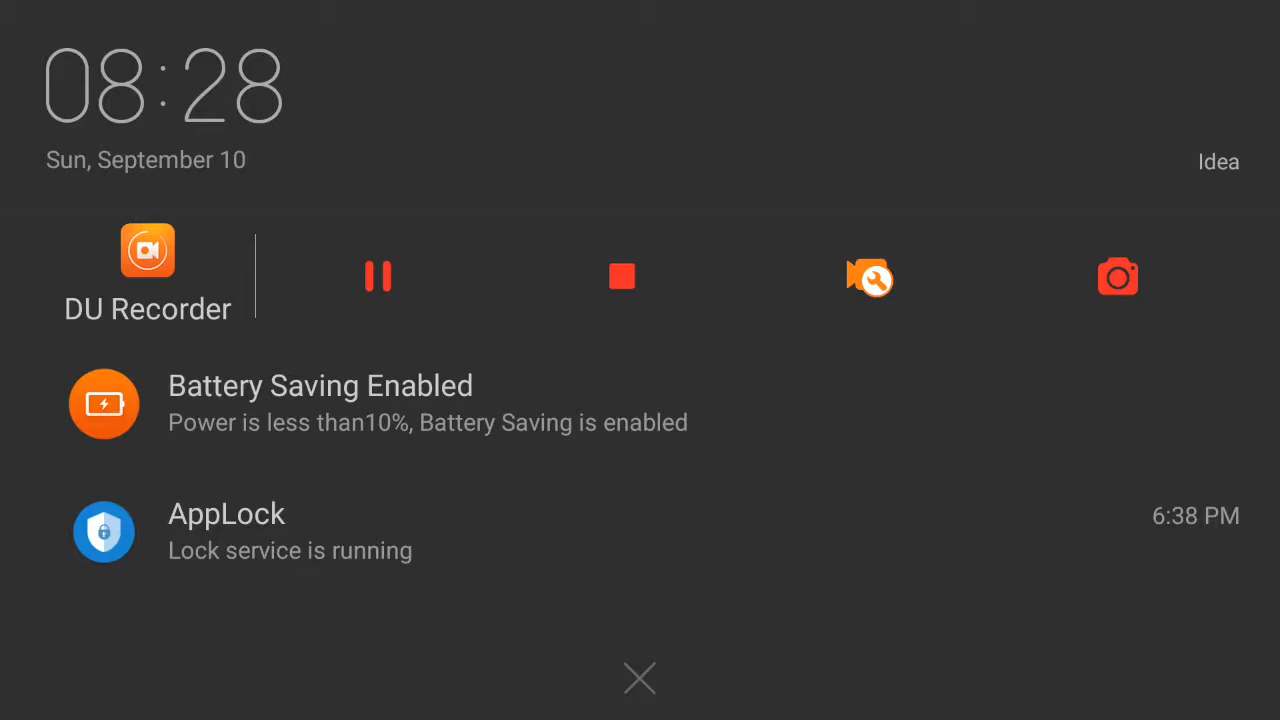 08:28
Sun, September 10
Idea
DU Recorder
Battery Saving Enabled
Power is less than10%, Battery Saving is enabled
AppLock
6:38 PM
Lock service is running